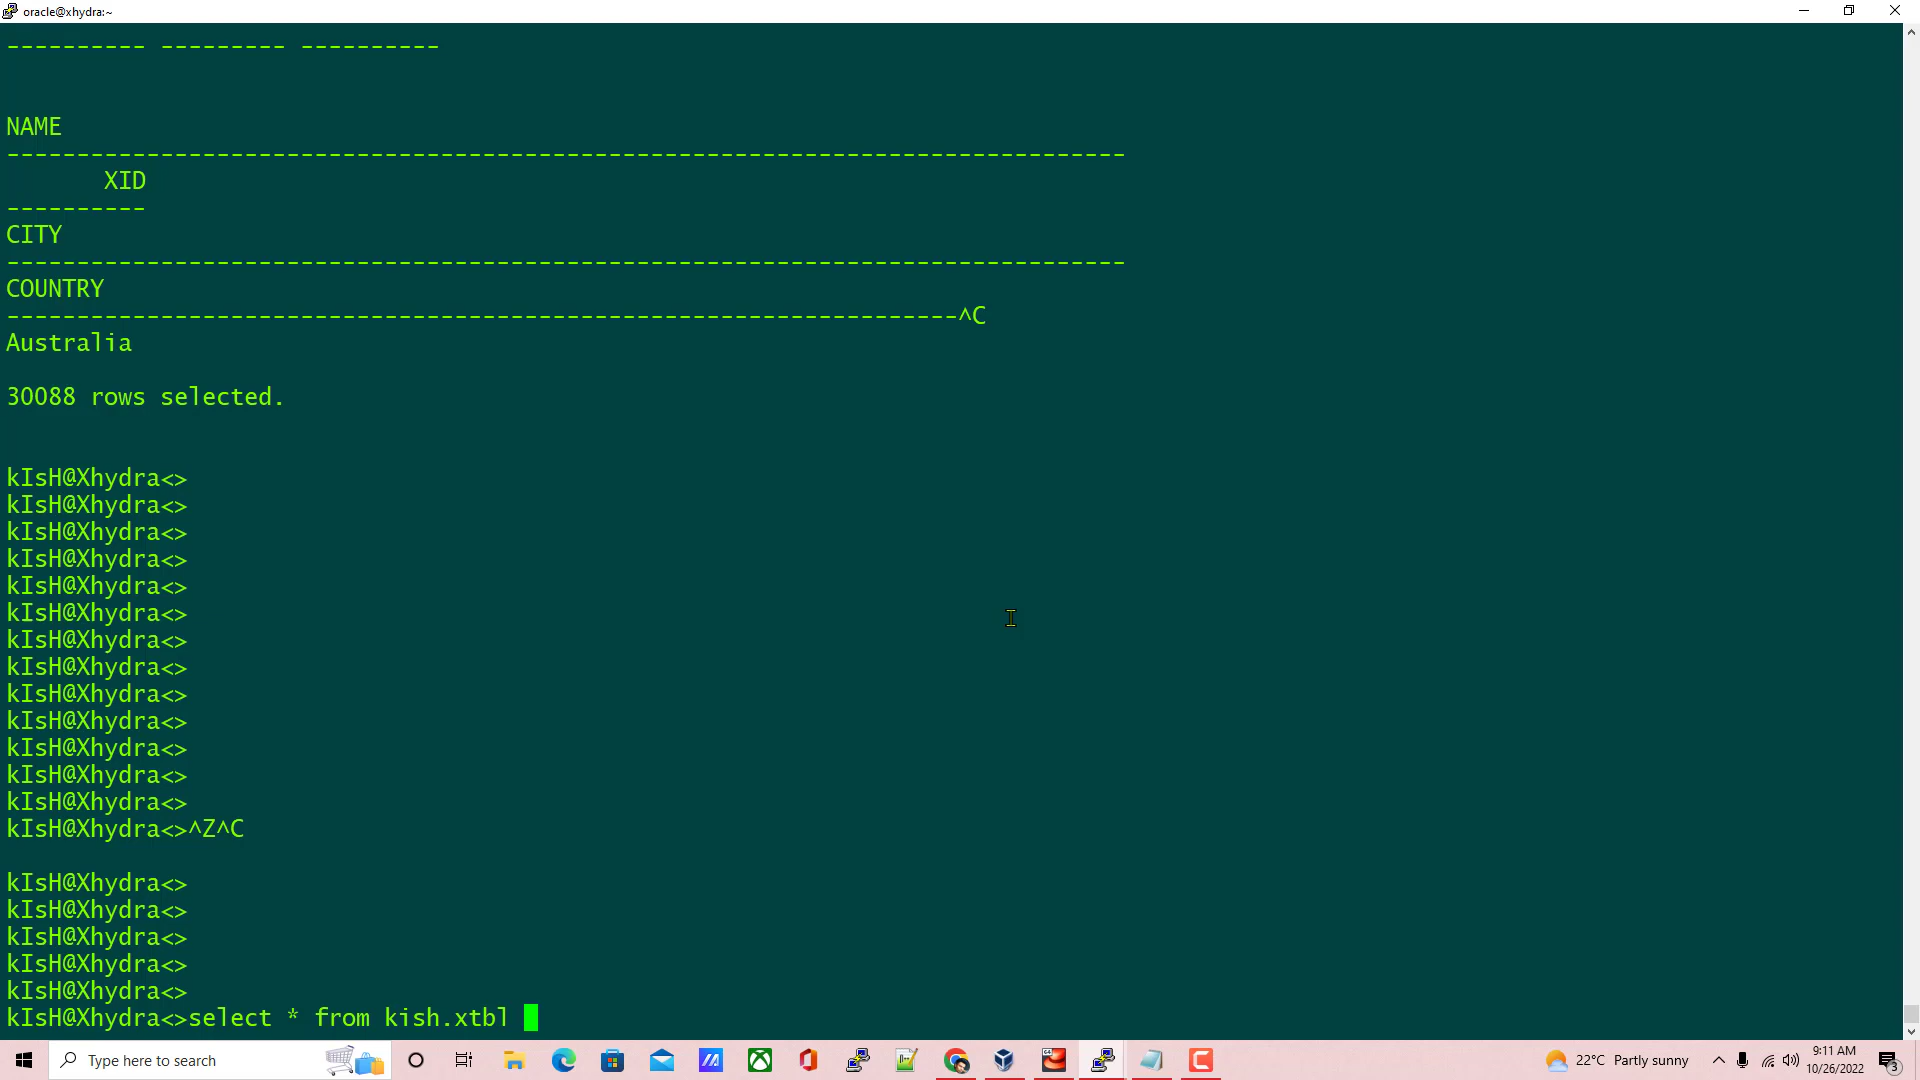 oracle@xhydra:~
---------- --------- ----------
NAME
--------------------------------------------------------------------------------
XID
----------
CITY
--------------------------------------------------------------------------------
COUNTRY
--------------------------------------------------------------------^C
Australia
30088 rows selected.
kIsH@Xhydra<>
kIsH@Xhydra<>
kIsH@Xhydra<>
kIsH@Xhydra<>
kIsH@Xhydra<>
kIsH@Xhydra<>
kIsH@Xhydra<>
kIsH@Xhydra<>
kIsH@Xhydra<>
kIsH@Xhydra<>
kIsH@Xhydra<>
kIsH@Xhydra<>
kIsH@Xhydra<>
kIsH@Xhydra<>^Z^C
kIsH@Xhydra<>
kIsH@Xhydra<>
kIsH@Xhydra<>
kIsH@Xhydra<>
kIsH@Xhydra<>
kIsH@Xhydra<>select * from kish.xtbl
Type here to search
22°C Partly sunny
9:11 AM
10/26/2022
3